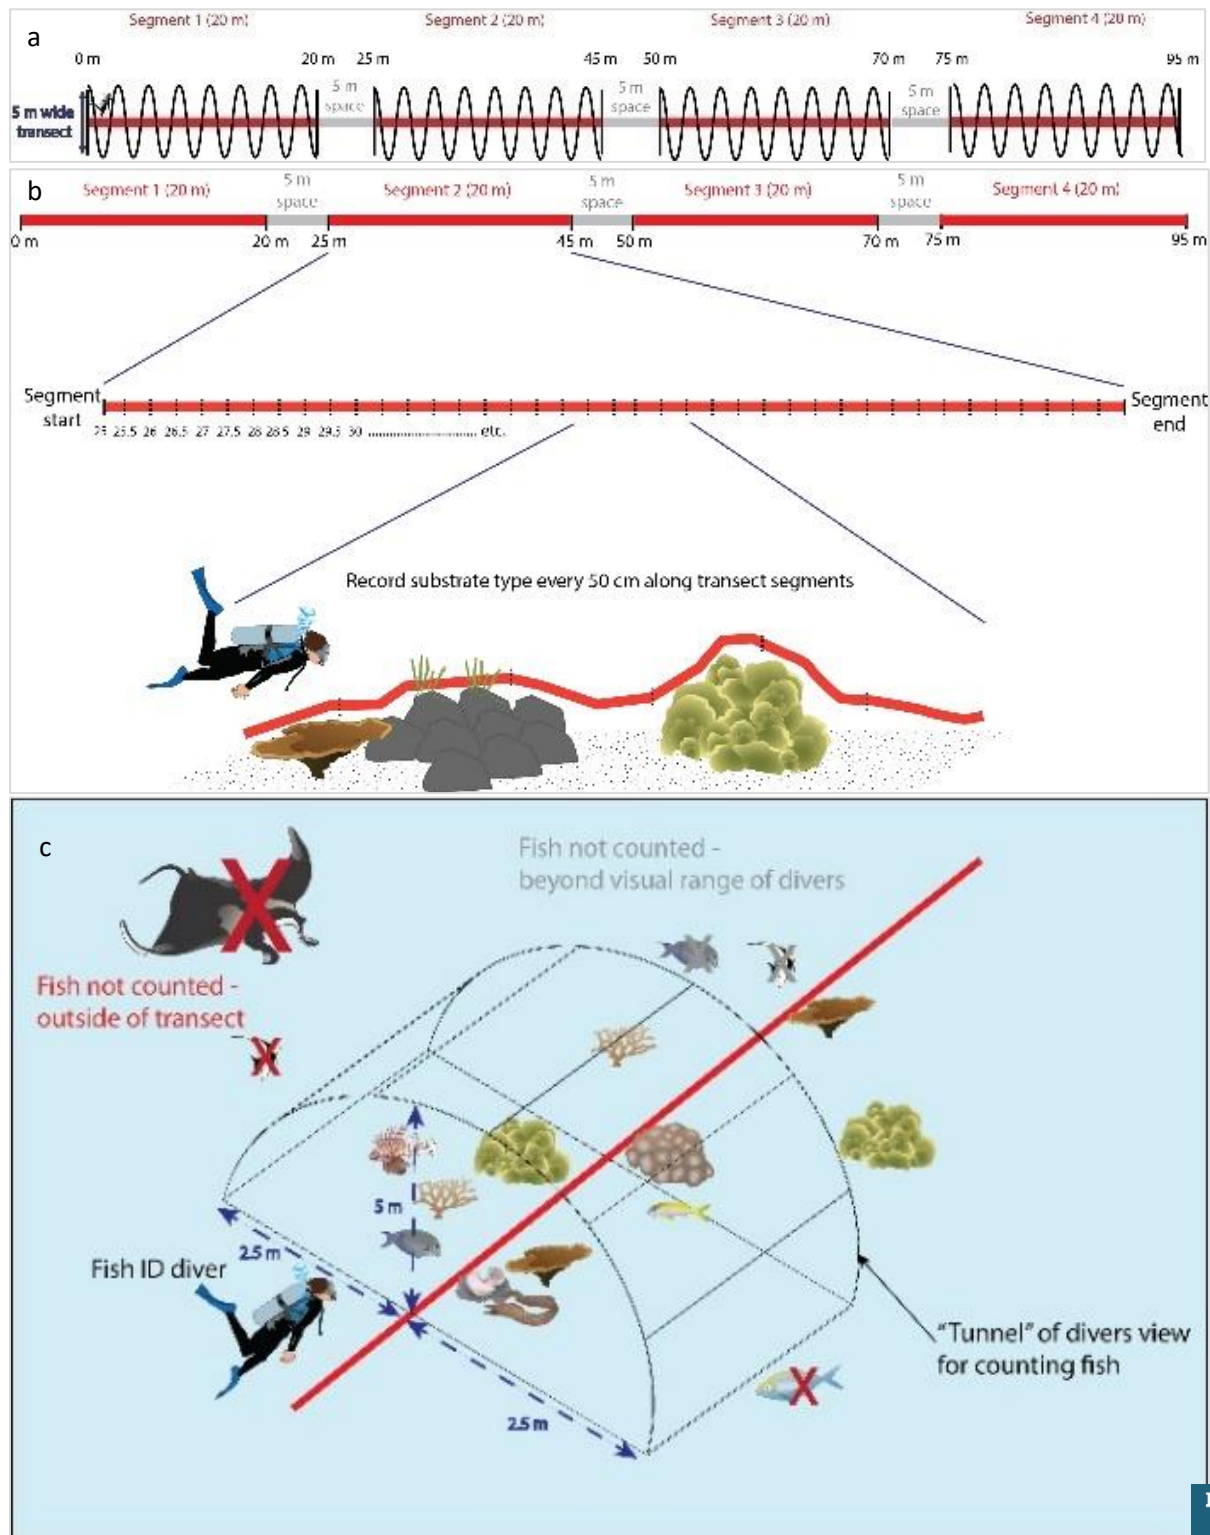 a
Segment 1 (20 m) Segment 2 (20 m) Segment 3 (20 m) Segment 4 (20 m)
0 m 20 m 25 m 45 m 50 m 70 m 75 m 95 m
5 m wide
transect
5 m
space
5 m
space
5 m
space
b
Segment 1 (20 m) Segment 2 (20 m) Segment 3 (20 m) Segment 4 (20 m)
5 m
space
5 m
space
5 m
space
0 m 20 m 25 m 45 m 50 m 70 m 75 m 95 m
Segment
start
Segment
end
25 25.5 26 26.5 27 27.5 28 28.5 29 29.5 30 ........................... etc.
Record substrate type every 50 cm along transect segments
c
Fish not counted -
beyond visual range of divers
Fish not counted -
outside of transect
5 m
2.5 m
Fish ID diver
"Tunnel" of divers view
for counting fish
2.5 m